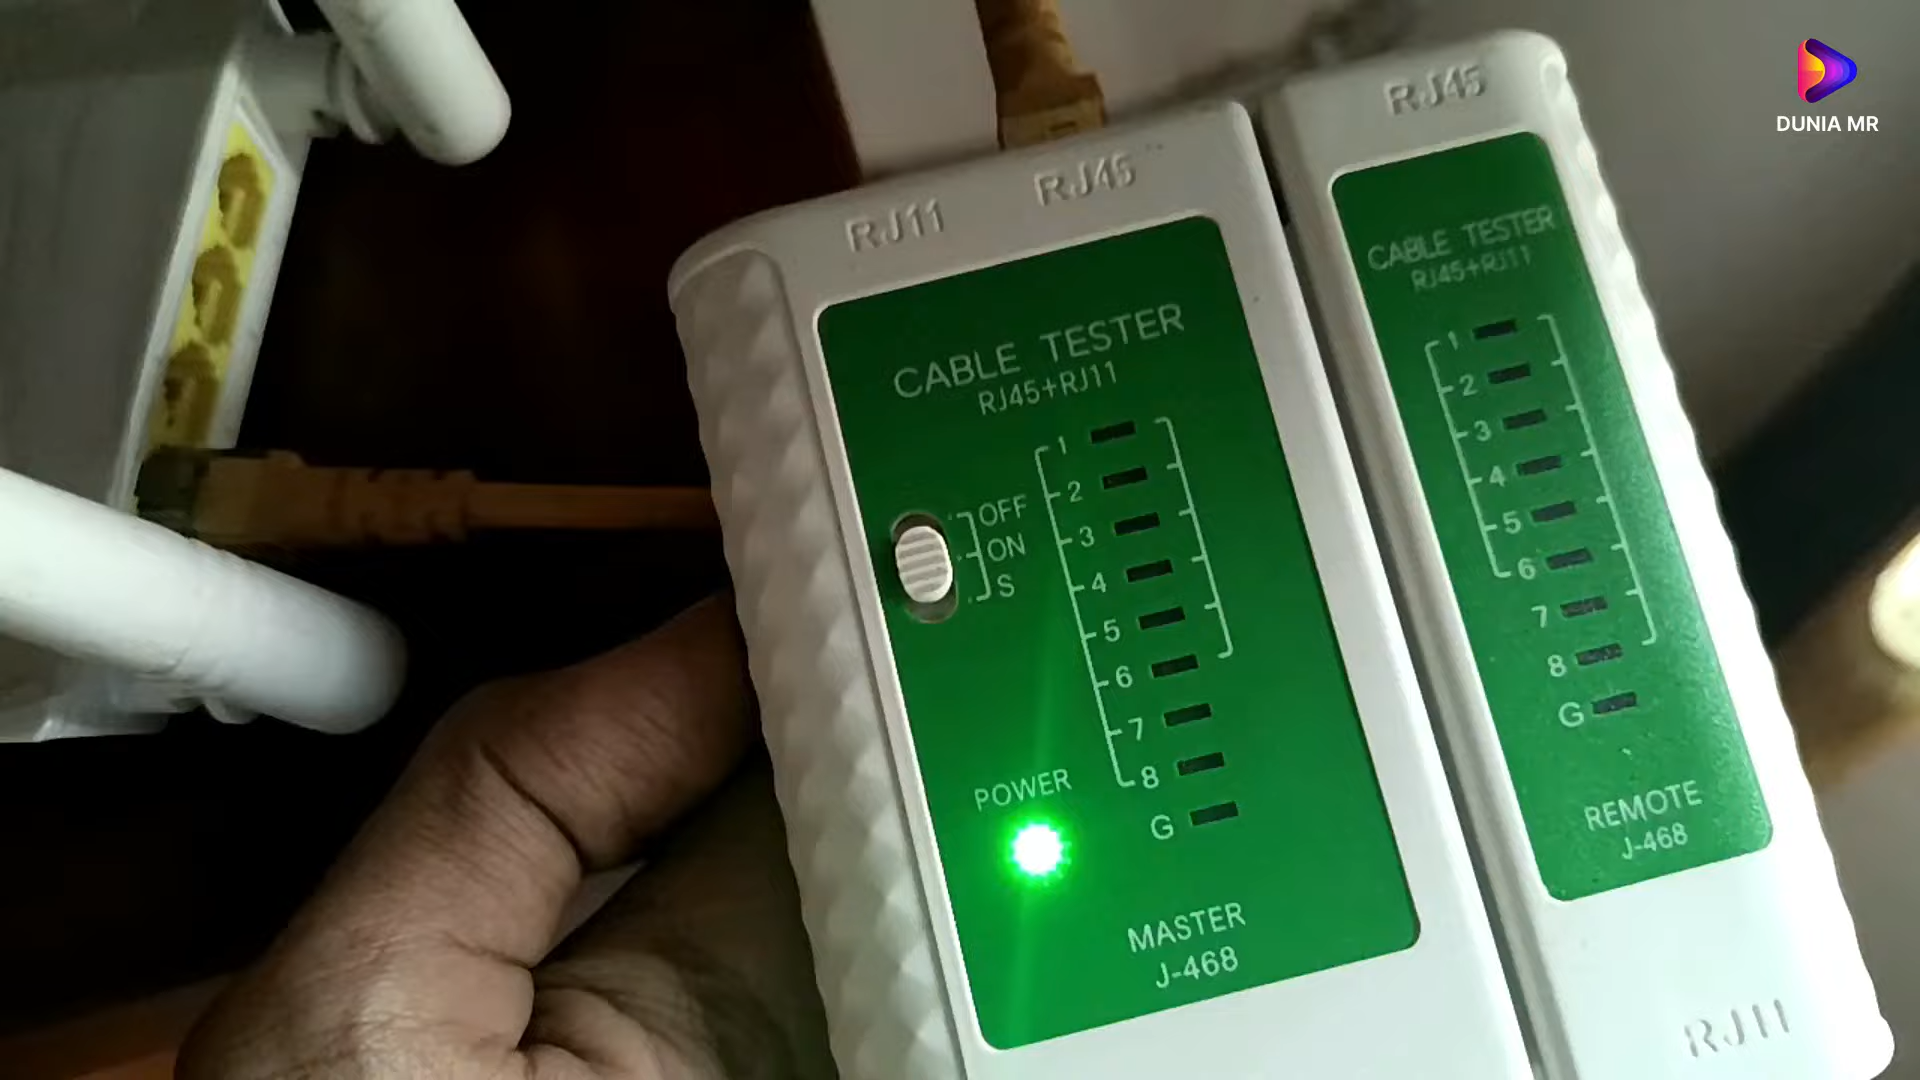 DUNIA MR
RJ11
RJ45
CABLE TESTER
RJ45+RJ11
OFF
ON
S
1
2
3
4
5
6
7
8
G
POWER
MASTER
J-468
RJ45
CABLE TESTER
RJ45+RJ11
1
2
3
4
5
6
7
8
G
REMOTE
J-468
RJ11